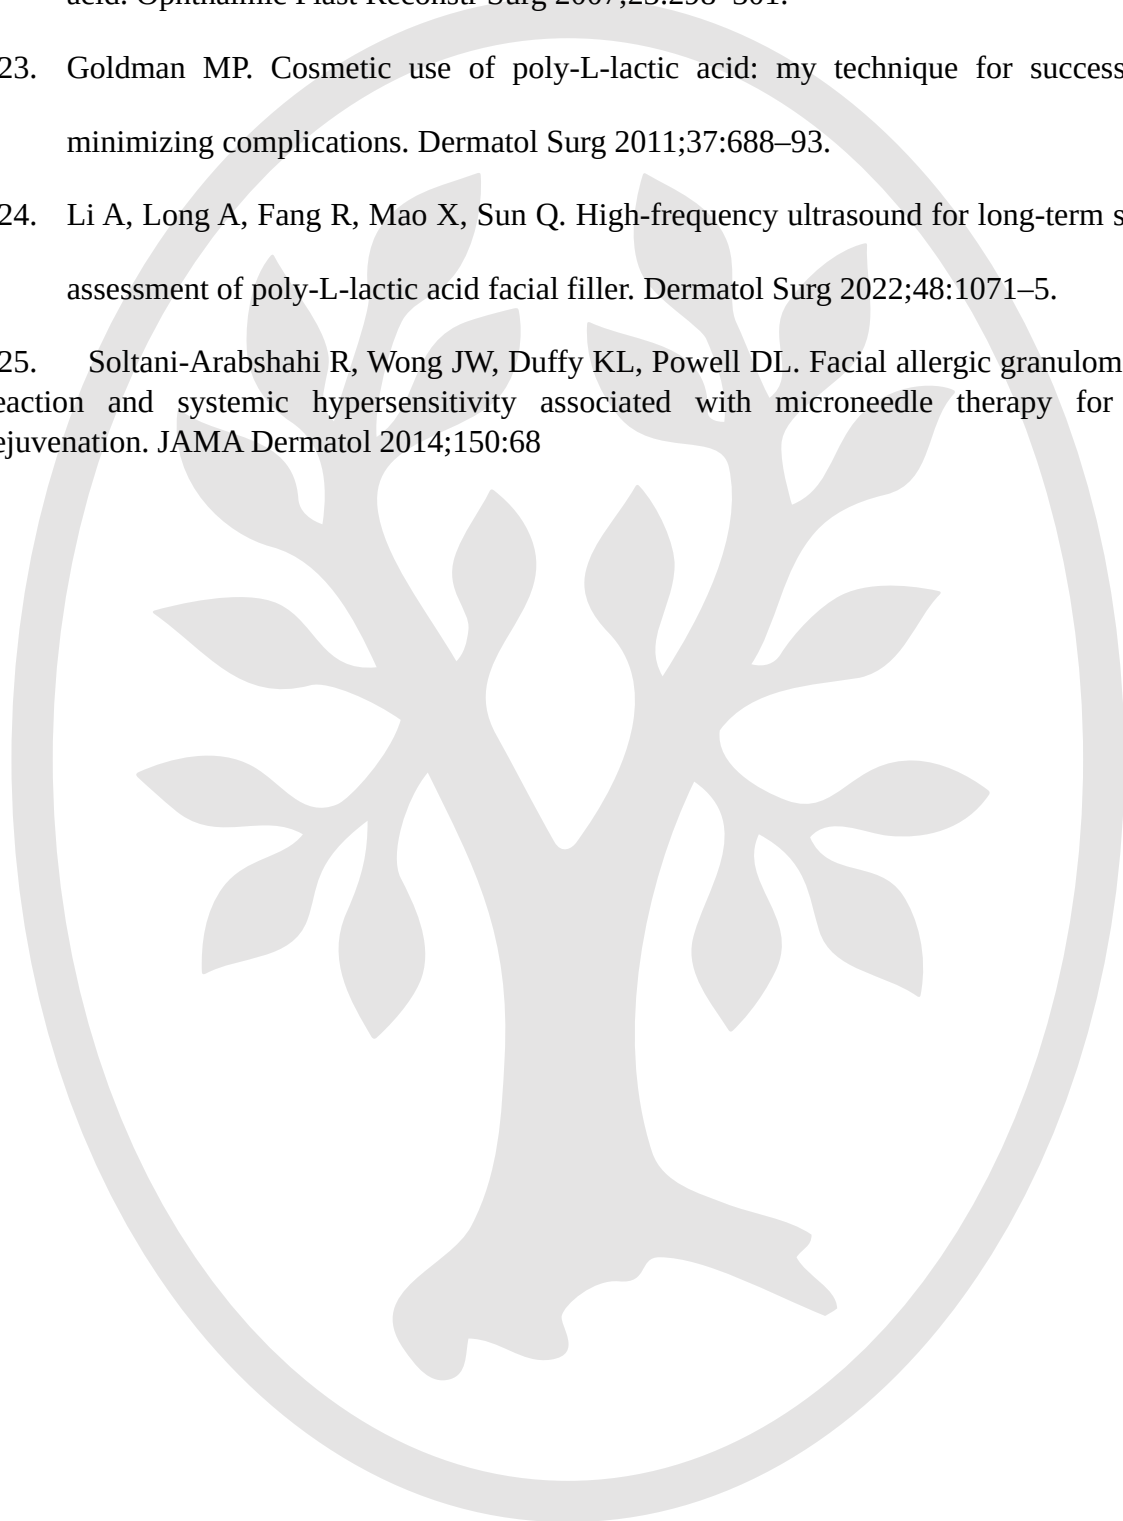 acid. Ophthalmic Plast Reconstr Surg 2007;23:298–301.
23. Goldman MP. Cosmetic use of poly-L-lactic acid: my technique for success
minimizing complications. Dermatol Surg 2011;37:688–93.
24. Li A, Long A, Fang R, Mao X, Sun Q. High-frequency ultrasound for long-term s
assessment of poly-L-lactic acid facial filler. Dermatol Surg 2022;48:1071–5.
25. Soltani-Arabshahi R, Wong JW, Duffy KL, Powell DL. Facial allergic granulom
eaction and systemic hypersensitivity associated with microneedle therapy for
ejuvenation. JAMA Dermatol 2014;150:68